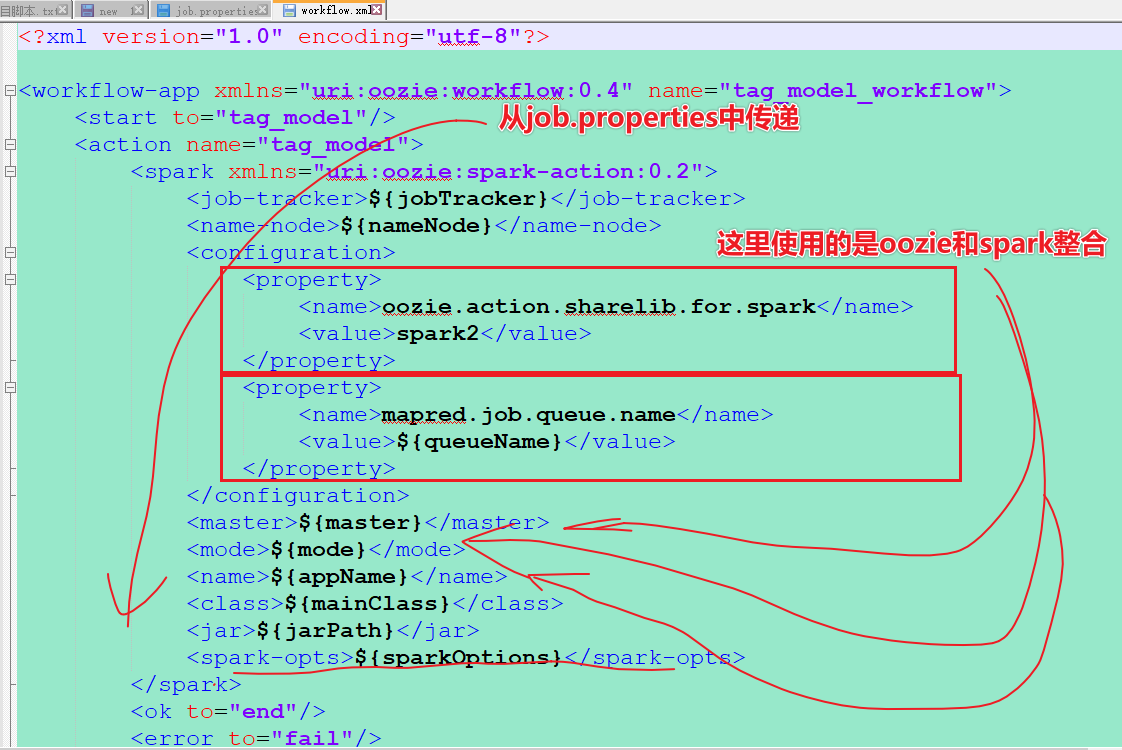 目脚本.txt new job.properties workflow.xml
<?xml version="1.0" encoding="utf-8"?>
<workflow-app xmlns="uri:oozie:workflow:0.4" name="tag_model_workflow">
<start to="tag_model"/>
从job.properties中传递
<action name="tag_model">
<spark xmlns="uri:oozie:spark-action:0.2">
<job-tracker>${jobTracker}</job-tracker>
<name-node>${nameNode}</name-node>
这里使用的是oozie和spark整合
<configuration>
<property>
<name>oozie.action.sharelib.for.spark</name>
<value>spark2</value>
</property>
<property>
<name>mapred.job.queue.name</name>
<value>${queueName}</value>
</property>
</configuration>
<master>${master}</master>
<mode>${mode}</mode>
<name>${appName}</name>
<class>${mainClass}</class>
<jar>${jarPath}</jar>
<spark-opts>${sparkOptions}</spark-opts>
</spark>
<ok to="end"/>
<error to="fail"/>